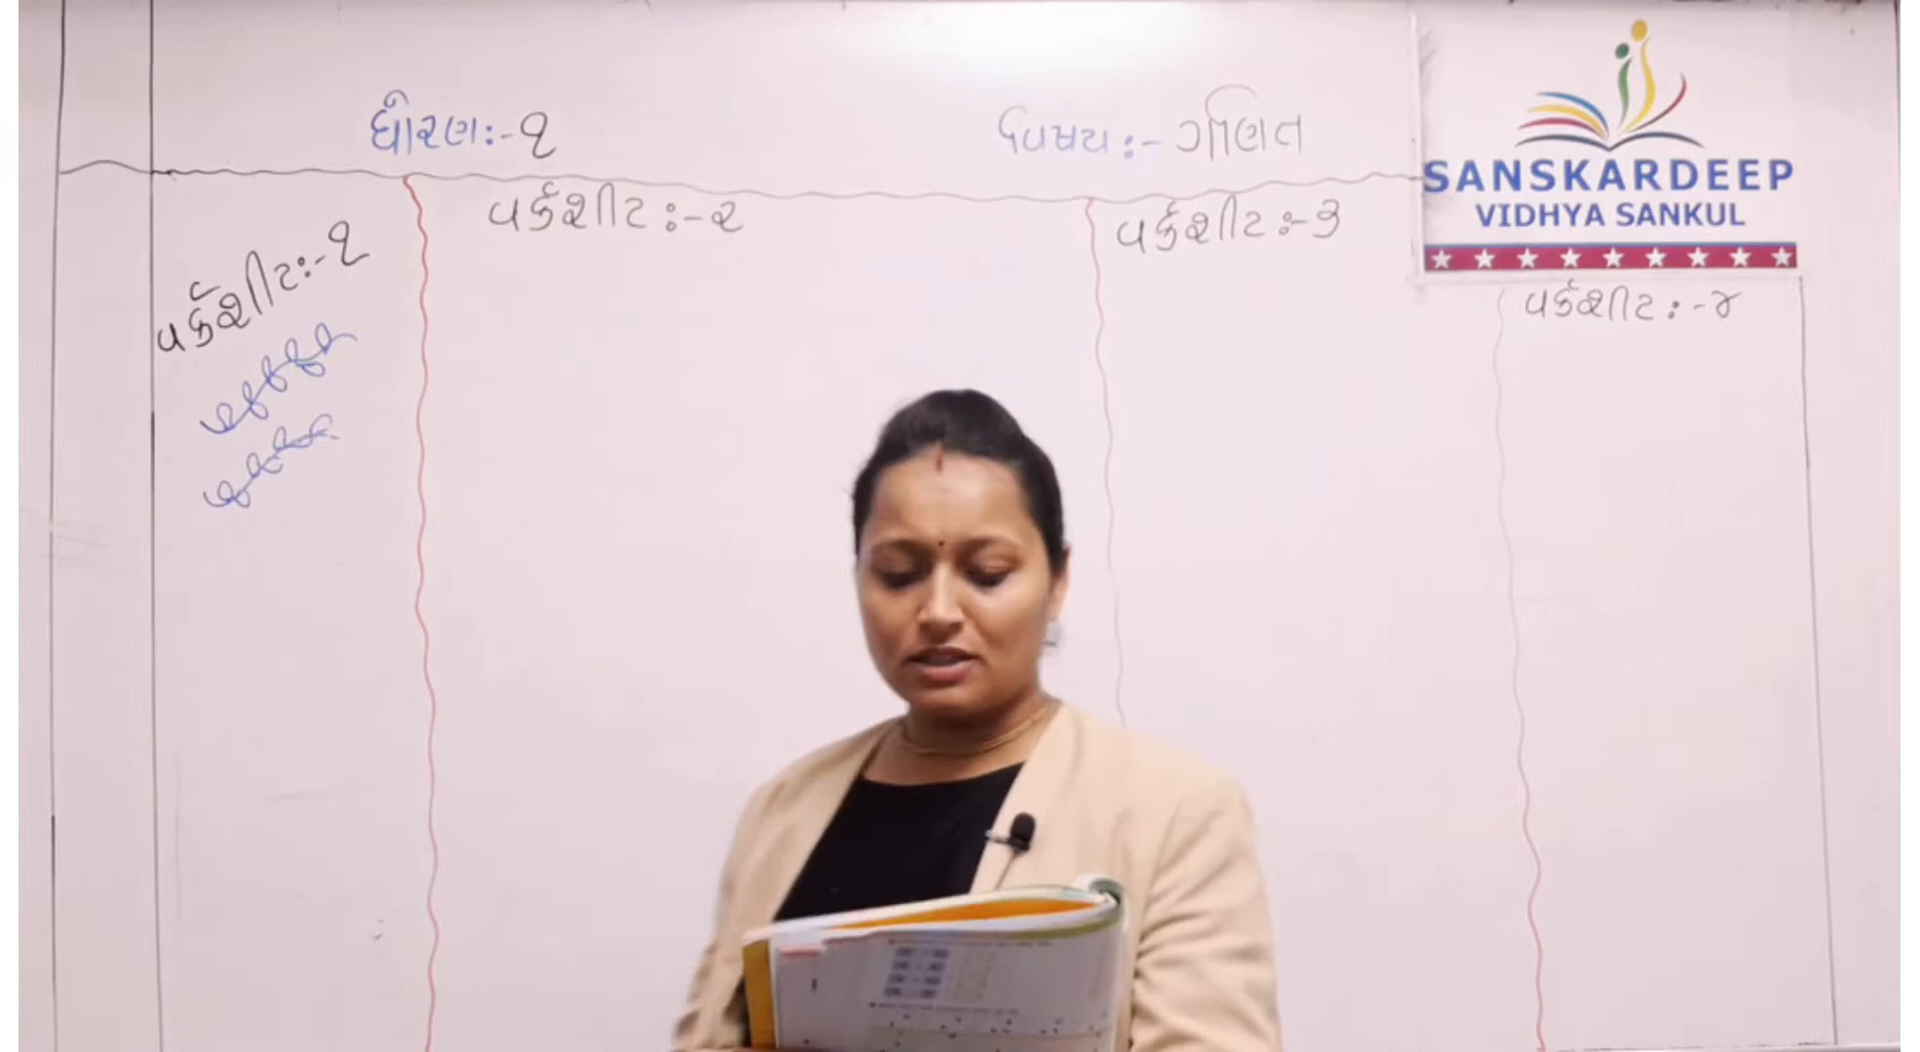 ધોરણ:- ૧
વિષય :- ગણિત
SANSKARDEEP
VIDHYA SANKUL
વર્કશીટ:- ૧
વર્કશીટ :- ૨
વર્કશીટ :- ૩
વર્કશીટ : - ૪